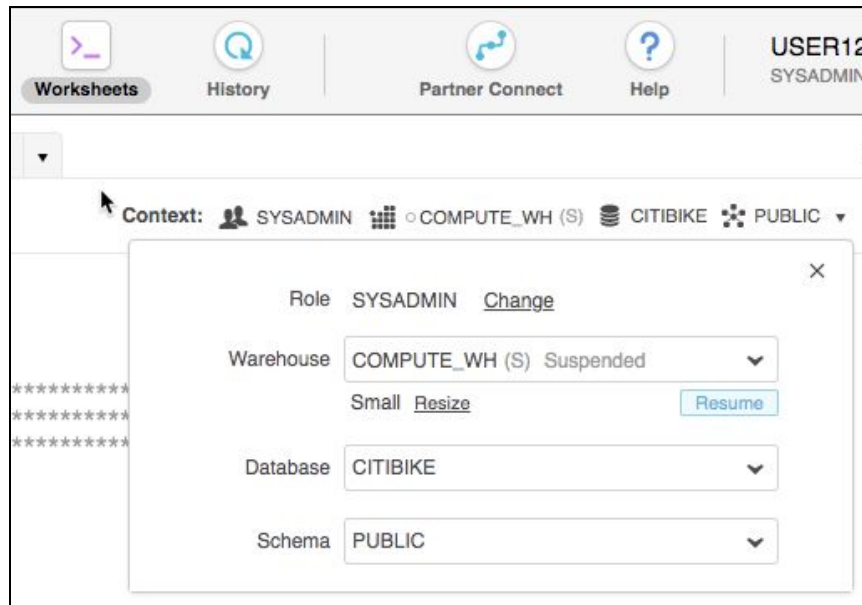 >_
?
USER12
Worksheets History Partner Connect Help SYSADMIN
Context: SYSADMIN COMPUTE_WH (S) CITIBIKE PUBLIC
Role SYSADMIN Change
Warehouse COMPUTE_WH (S) Suspended
***********
Small Resize Resume
***********
***********
Database CITIBIKE
Schema PUBLIC